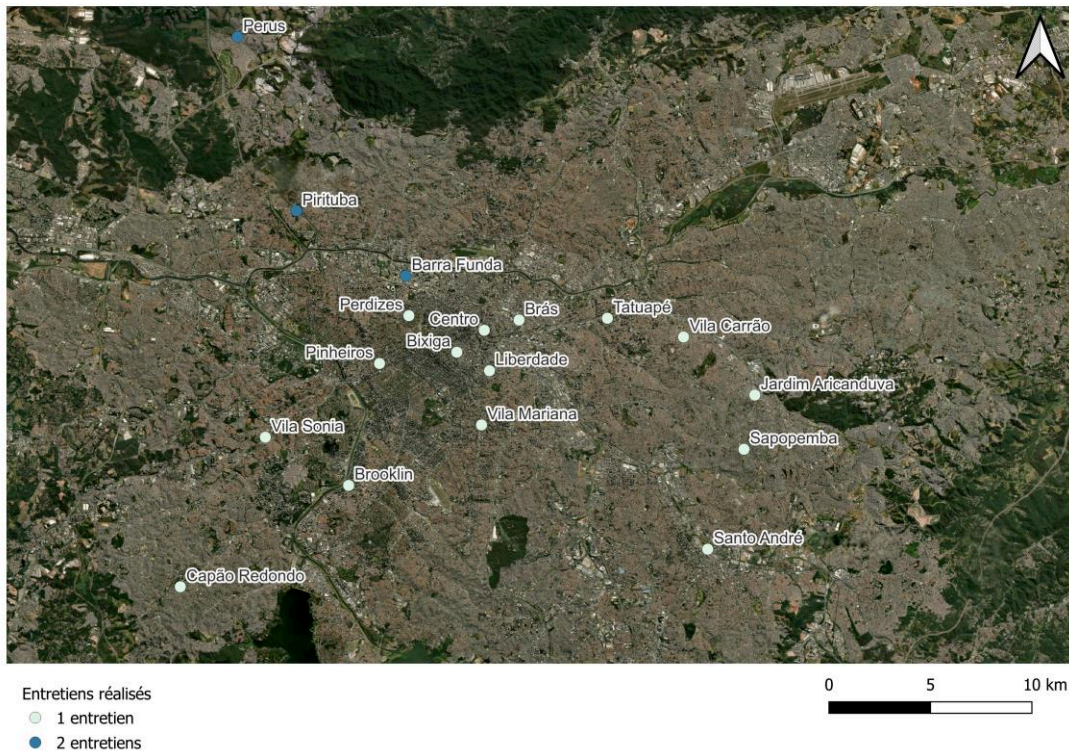 Perus
Pirituba
Barra Funda
Perdizes
Centro
Brás
Tatuapé
Vila Carrão
Bixiga
Pinheiros
Liberdade
Jardim Aricanduva
Vila Mariana
Vila Sonia
Sapopemba
Brooklin
Santo André
Capão Redondo
Entretiens réalisés
1 entretien
2 entretiens
0 5 10 km